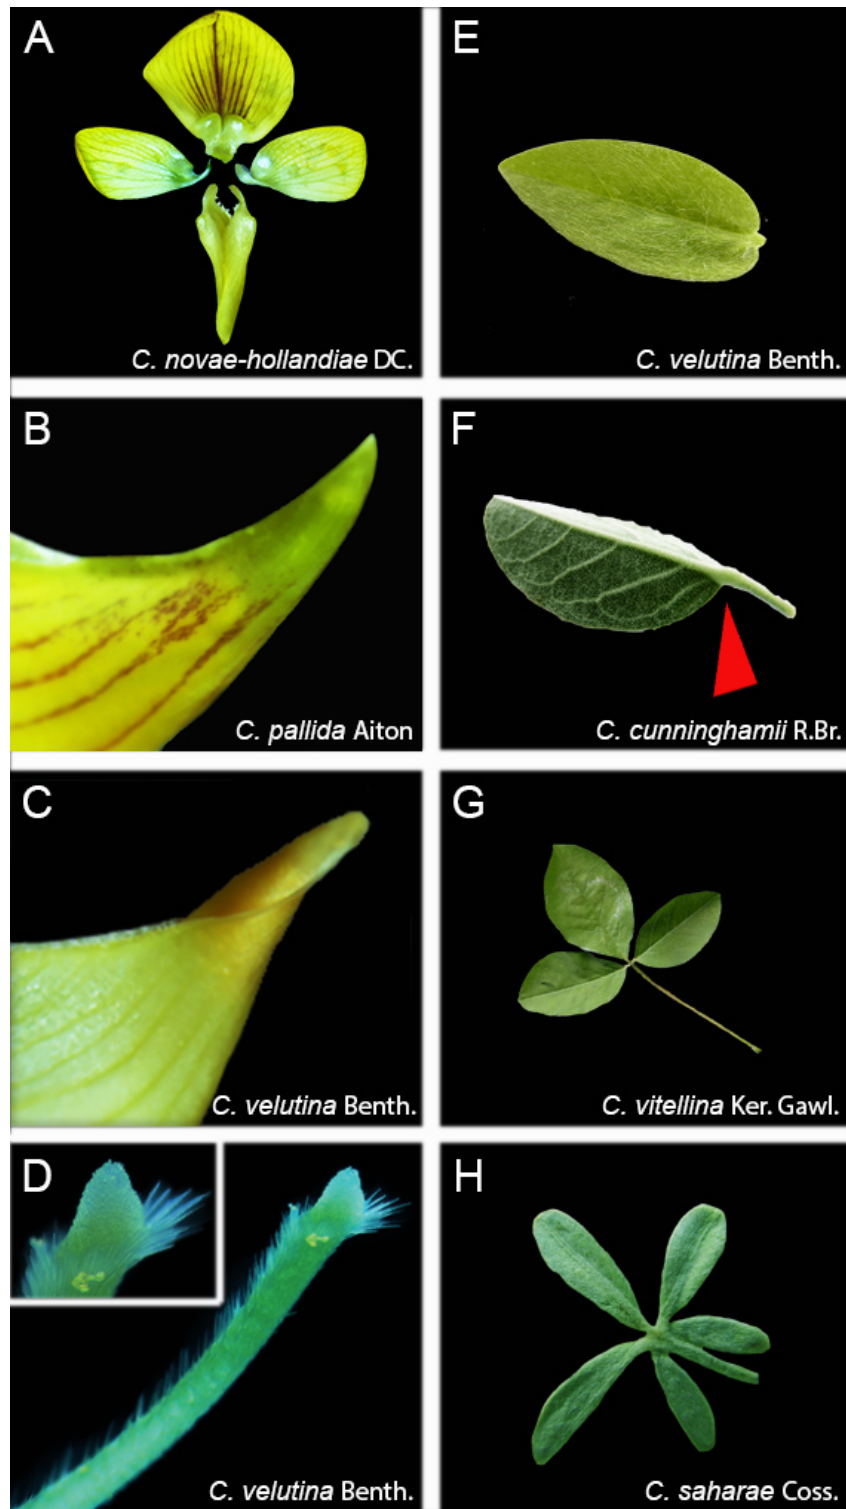 A
C. novae-hollandiae DC.
B
C. pallida Aiton
C
C. velutina Benth.
D
C. velutina Benth.
E
C. velutina Benth.
F
C. cunninghamii R.Br.
G
C. vitellina Ker. Gawl.
H
C. saharae Coss.